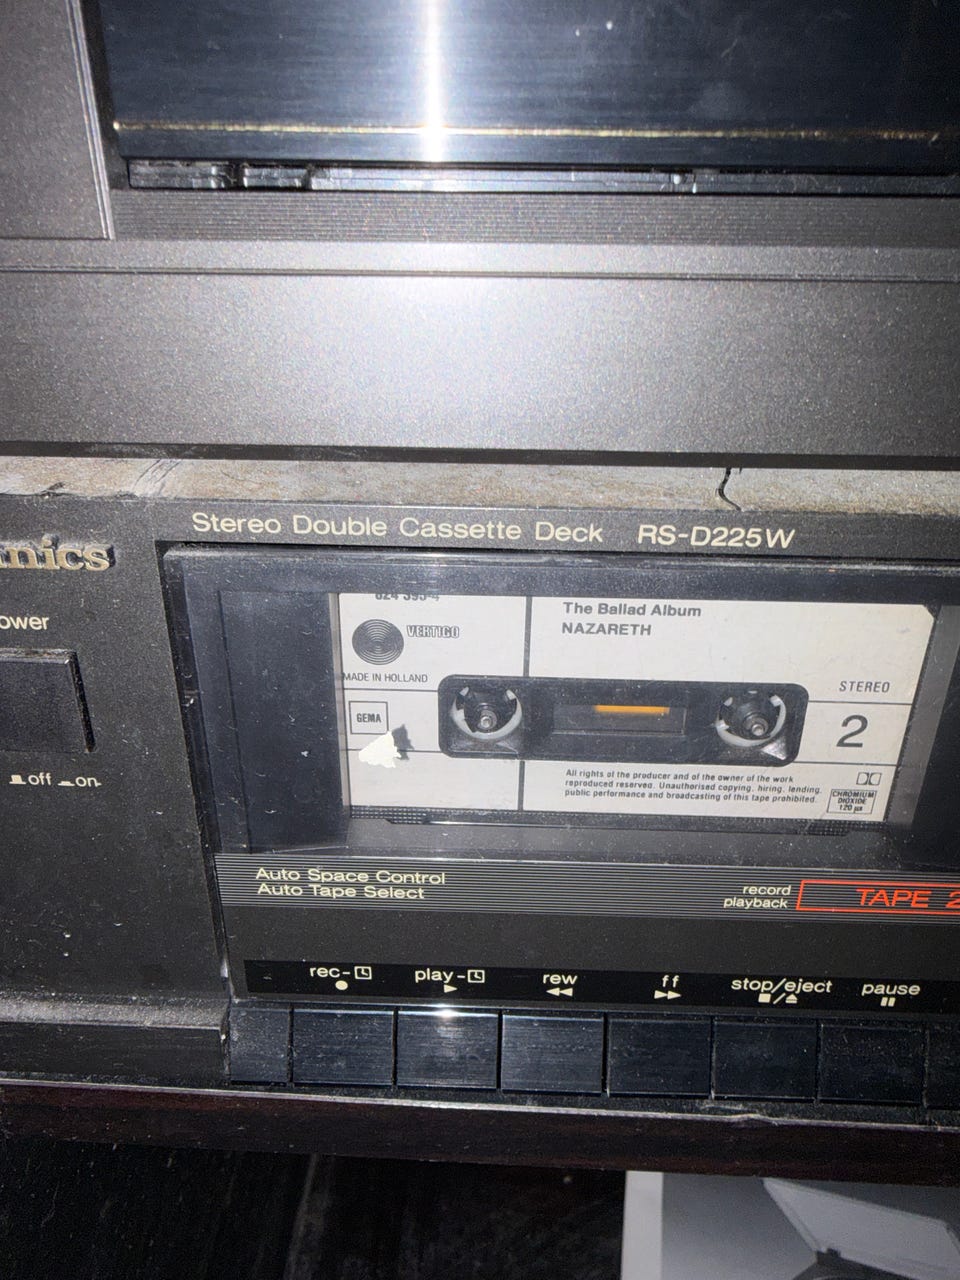 Stereo Double Cassette Deck RS-D225W
nics
ower
off on
VERTIGO
MADE IN HOLLAND
GEMA
The Ballad Album
NAZARETH
STEREO
2
All rights of the producer and of the owner of the work
reproduced reserved. Unauthorised copying, hiring, lending,
public performance and broadcasting of this tape prohibited.
CHROMIUM
DIOXIDE
120 µs
Auto Space Control
Auto Tape Select
record
playback
TAPE 2
rec- play- rew ff stop/eject pause